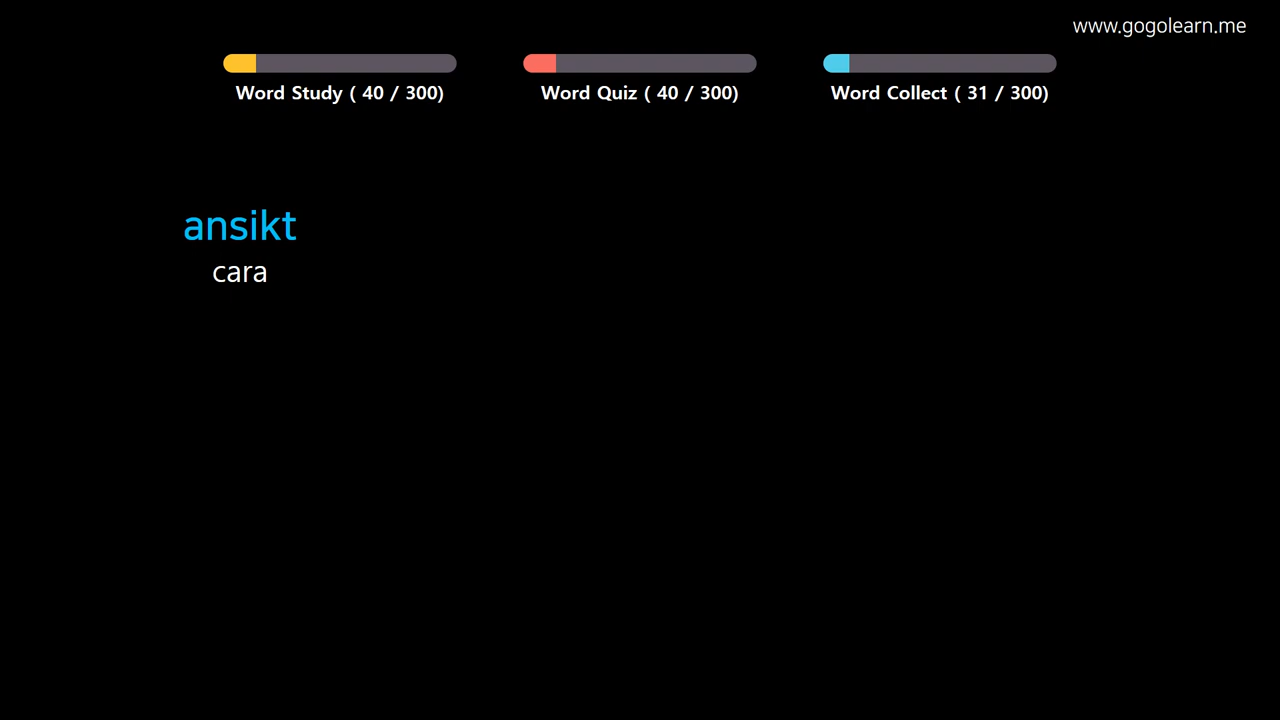 www.gogolearn.me
Word Study ( 40 / 300)
Word Quiz ( 40 / 300)
Word Collect ( 31 / 300)
ansikt
cara